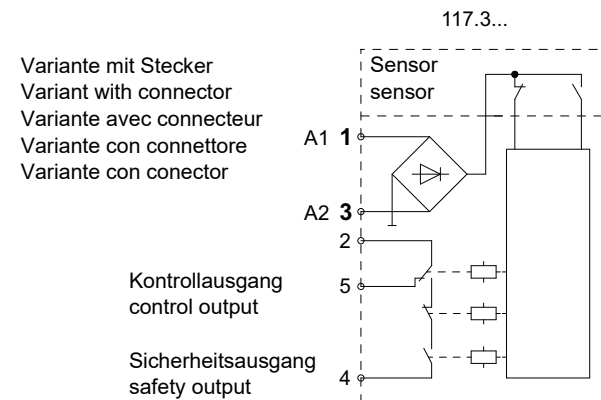 117.3...
Variante mit Stecker
Variant with connector
Variante avec connecteur
Variante con connettore
Variante con conector
Sensor
sensor
A1 1
A2 3
2
Kontrollausgang
control output
5
Sicherheitsausgang
safety output
4